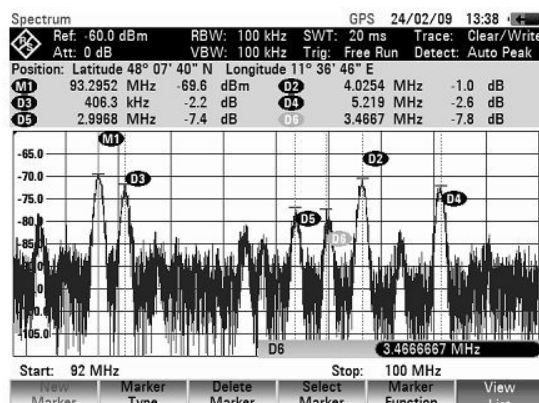 Spectrum GPS 24/02/09 13:38
Ref: -60.0 dBm RBW: 100 kHz SWT: 20 ms Trace: Clear/Write
Att: 0 dB VBW: 100 kHz Trig: Free Run Detect: Auto Peak
Position: Latitude 48° 07' 40" N Longitude 11° 36' 46" E
M1 93.2952 MHz -69.6 dBm D2 4.0254 MHz -1.0 dB
D3 406.3 kHz -2.2 dB D4 5.219 MHz -2.6 dB
D5 2.9968 MHz -7.4 dB D6 3.4667 MHz -7.8 dB
M1
-65.0
D2
-70.0
D3
-75.0
D4
-80.0
D5
D6
-85.0
105.0
D6 3.4666667 MHz
Start: 92 MHz Stop: 100 MHz
New Marker Delete Select Marker View
Marker Type Marker Marker Function List